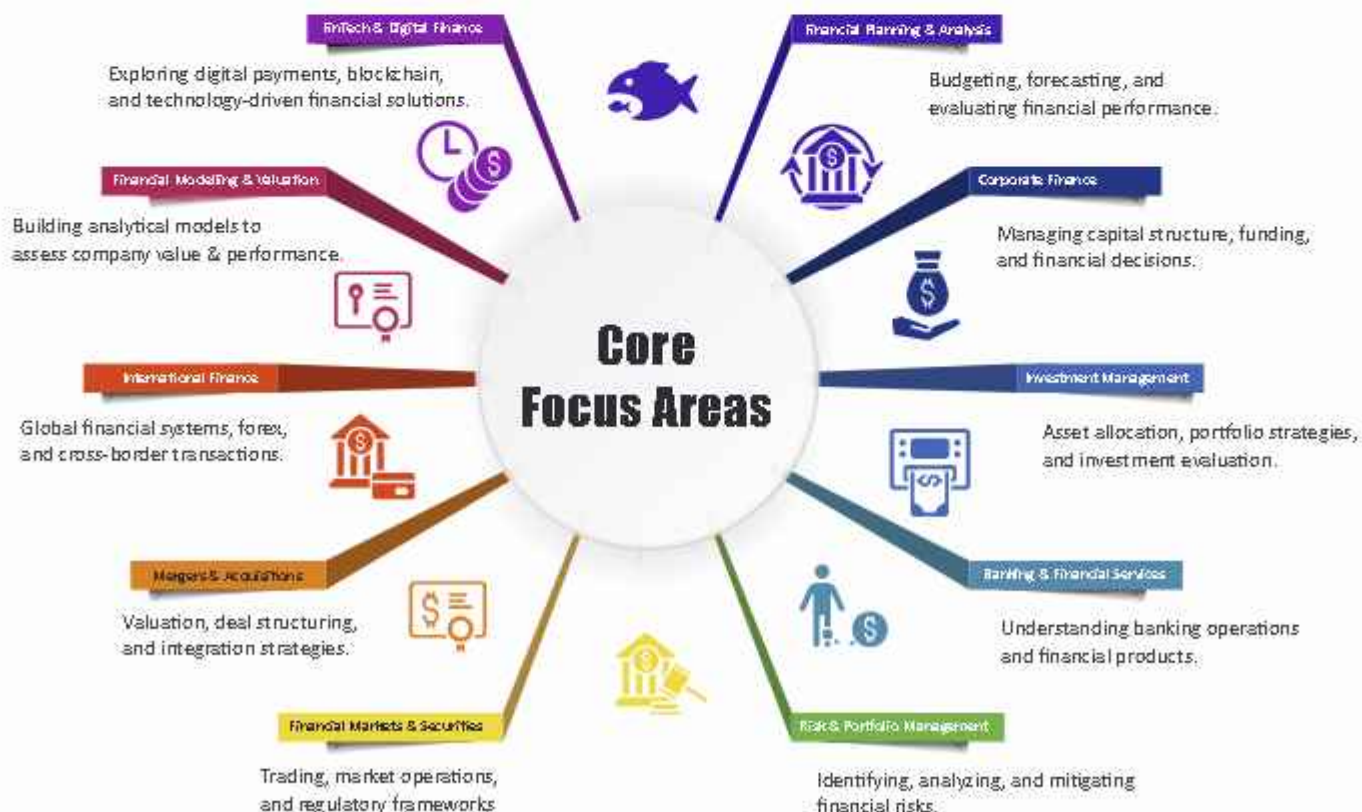 FinTech & Digital Finance
Exploring digital payments, blockchain,
and technology-driven financial solutions.
Financial Planning & Analysis
Budgeting, forecasting, and
evaluating financial performance.
Financial Modelling & Valuation
Building analytical models to
assess company value & performance.
Corporate Finance
Managing capital structure, funding,
and financial decisions.
Core
Focus Areas
International Finance
Global financial systems, forex,
and cross-border transactions.
Investment Management
Asset allocation, portfolio strategies,
and investment evaluation.
Mergers & Acquisitions
Valuation, deal structuring,
and integration strategies.
Banking & Financial Services
Understanding banking operations
and financial products.
Financial Markets & Securities
Trading, market operations,
and regulatory frameworks
Risk & Portfolio Management
Identifying, analyzing, and mitigating
financial risks.